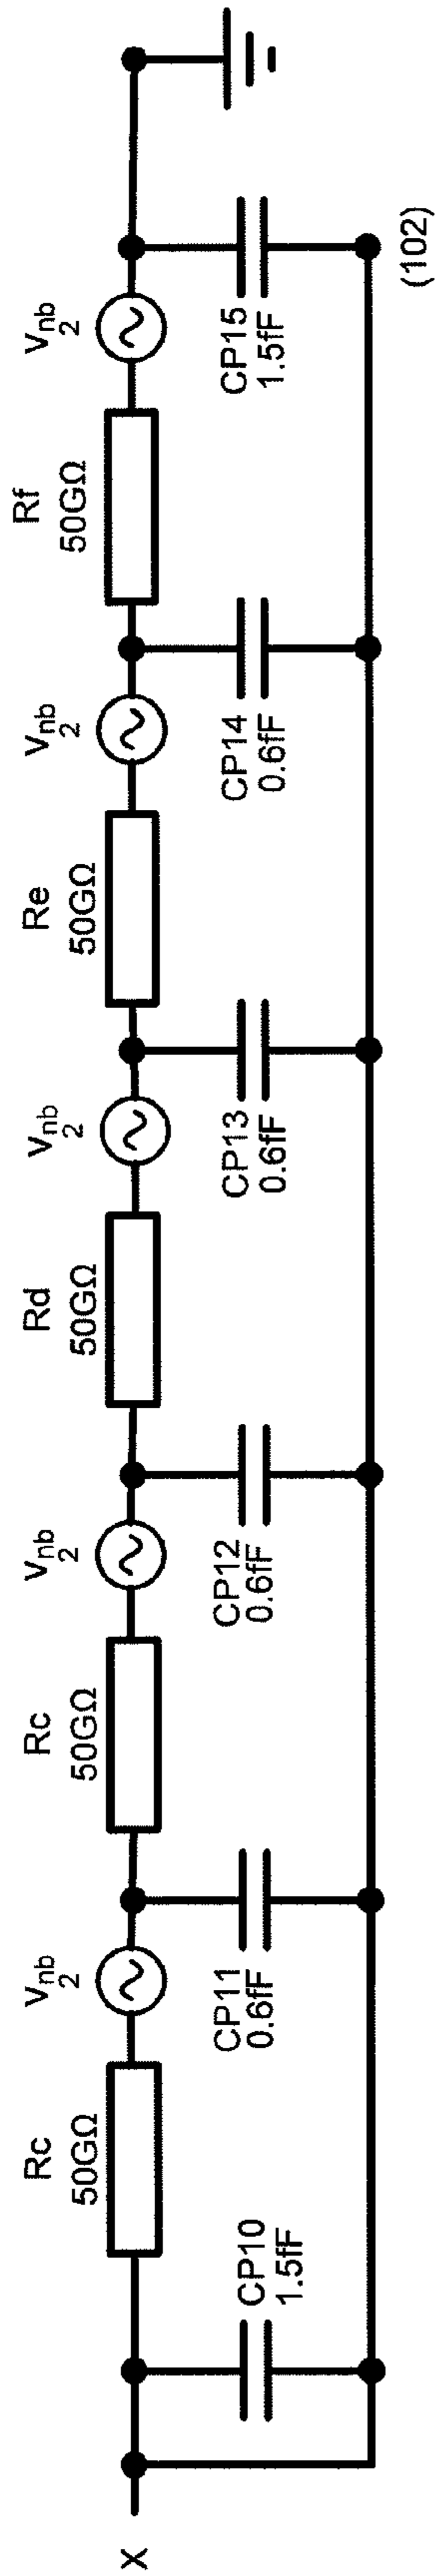 X
Rc
50GΩ
Vnb
2
Rc
50GΩ
Vnb
2
Rd
50GΩ
Vnb
2
Re
50GΩ
Vnb
2
Rf
50GΩ
Vnb
2
CP10
1.5fF
CP11
0.6fF
CP12
0.6fF
CP13
0.6fF
CP14
0.6fF
CP15
1.5fF
(102)